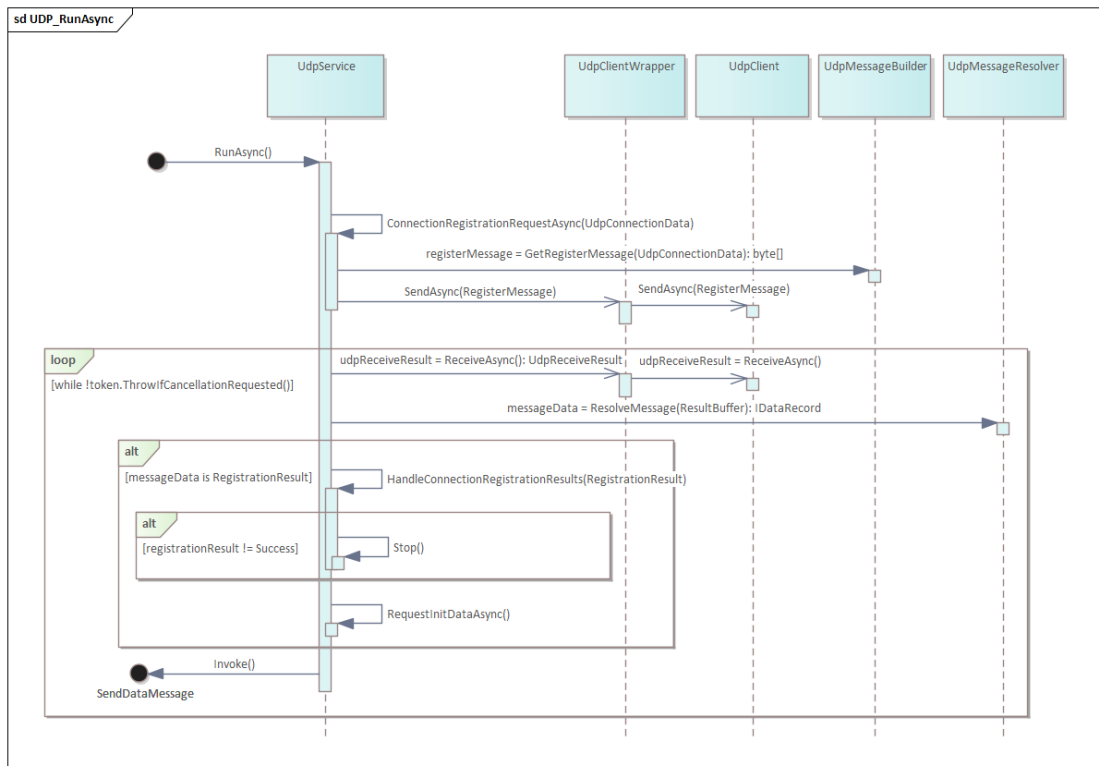 sd UDP_RunAsync
UdpService
UdpClientWrapper
UdpClient
UdpMessageBuilder
UdpMessageResolver
RunAsync()
ConnectionRegistrationRequestAsync(UdpConnectionData)
registerMessage = GetRegisterMessage(UdpConnectionData): byte[]
SendAsync(RegisterMessage)
SendAsync(RegisterMessage)
loop
[while !token.ThrowIfCancellationRequested()]
udpReceiveResult = ReceiveAsync(): UdpReceiveResult
udpReceiveResult = ReceiveAsync()
messageData = ResolveMessage(ResultBuffer): IDataRecord
alt
[messageData is RegistrationResult]
HandleConnectionRegistrationResults(RegistrationResult)
alt
[registrationResult != Success]
Stop()
RequestInitDataAsync()
Invoke()
SendDataMessage